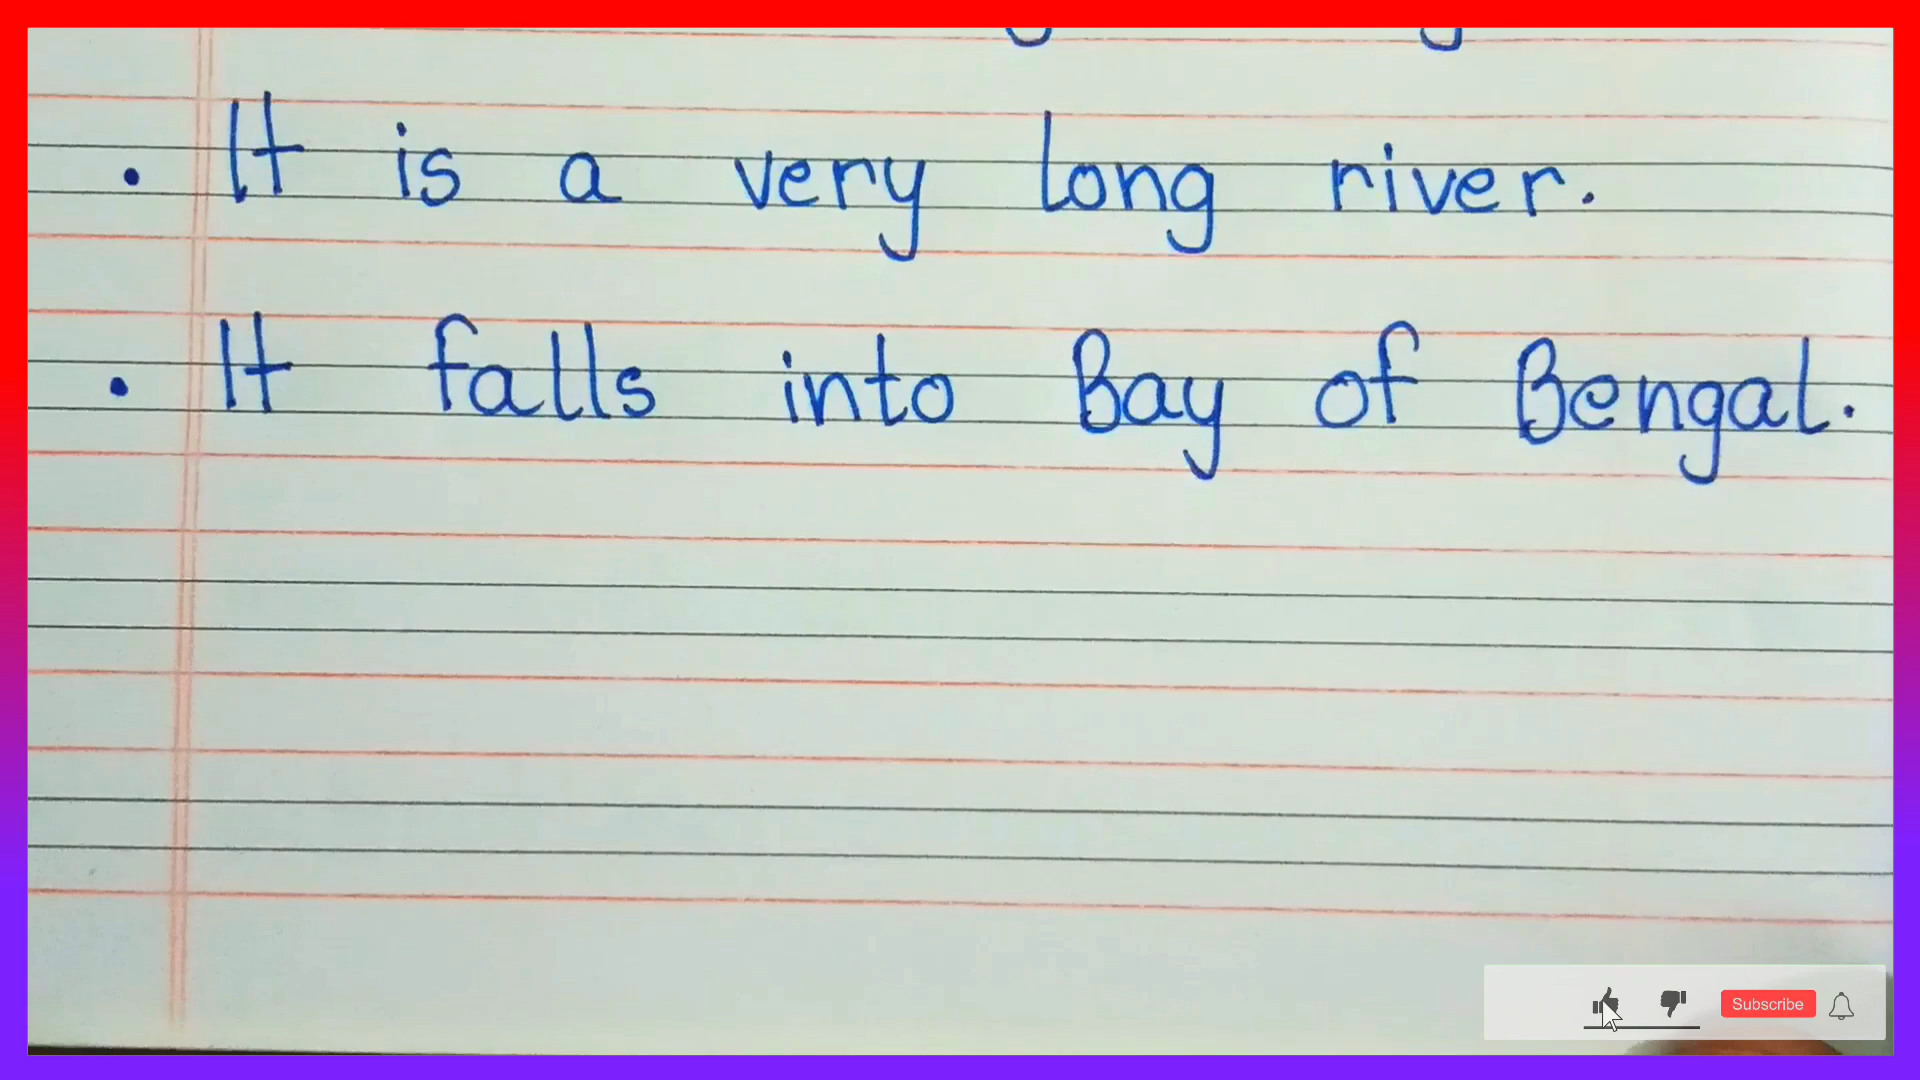 • It is a very long river.
• It falls into Bay of Bengal.
Subscribe